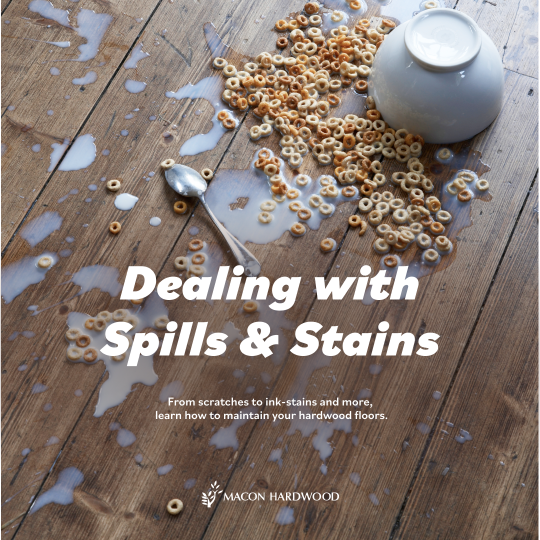 Dealing with
Spills & Stains
From scratches to ink-stains and more,
learn how to maintain your hardwood floors.
MACON HARDWOOD